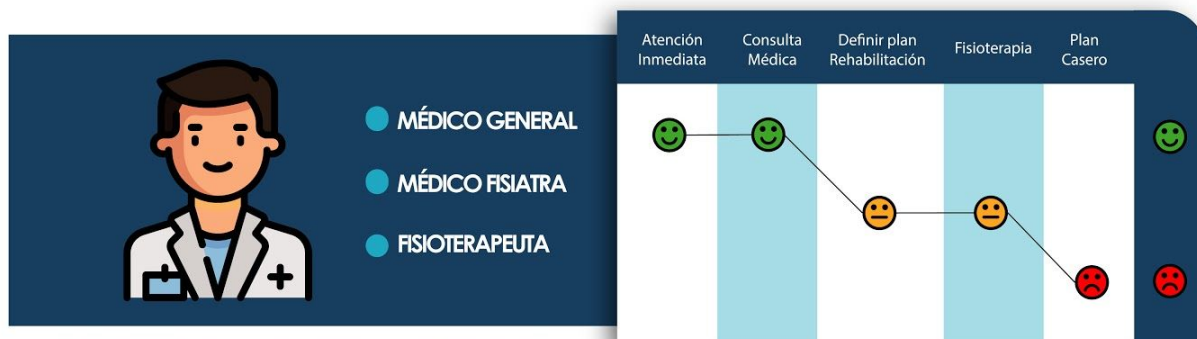 MÉDICO GENERAL
MÉDICO FISIATRA
FISIOTERAPEUTA
Atención
Inmediata
Consulta
Médica
Definir plan
Rehabilitación
Fisioterapia
Plan
Casero